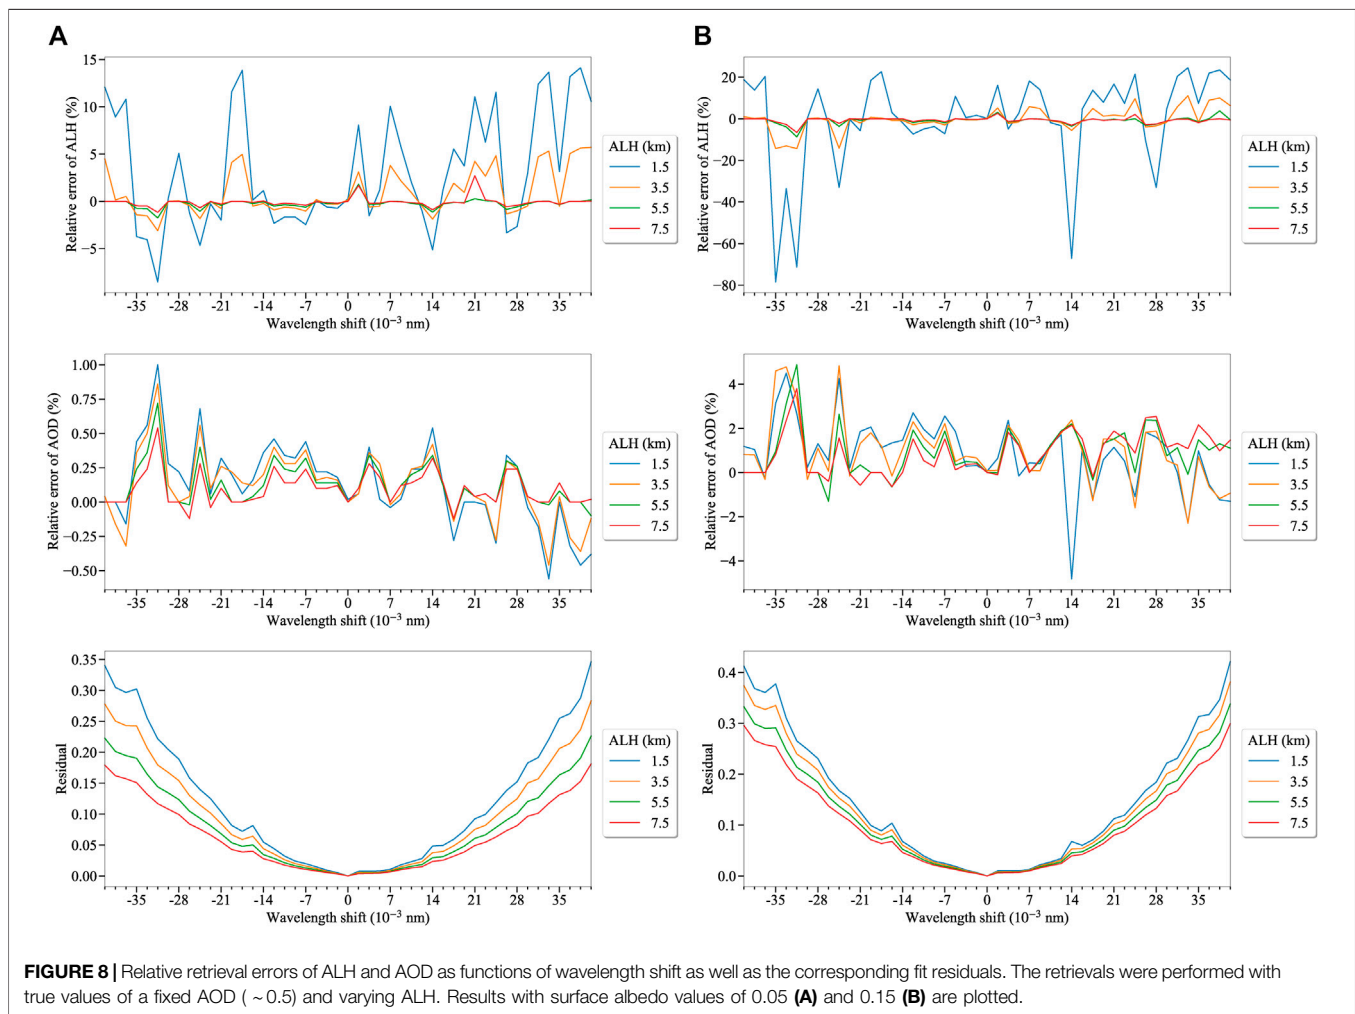 A
15
10
5
0
−5
Relative error of ALH (%)
-35 -28 -21 -14 -7 0 7 14 21 28 35
Wavelength shift (10⁻³ nm)
ALH (km)
1.5
3.5
5.5
7.5
B
20
0
−20
−40
−60
−80
Relative error of ALH (%)
-35 -28 -21 -14 -7 0 7 14 21 28 35
Wavelength shift (10⁻³ nm)
ALH (km)
1.5
3.5
5.5
7.5
1.00
0.75
0.50
0.25
0.00
−0.25
−0.50
Relative error of AOD (%)
-35 -28 -21 -14 -7 0 7 14 21 28 35
Wavelength shift (10⁻³ nm)
ALH (km)
1.5
3.5
5.5
7.5
4
2
0
−2
−4
Relative error of AOD (%)
-35 -28 -21 -14 -7 0 7 14 21 28 35
Wavelength shift (10⁻³ nm)
ALH (km)
1.5
3.5
5.5
7.5
0.35
0.30
0.25
0.20
0.15
0.10
0.05
0.00
Residual
-35 -28 -21 -14 -7 0 7 14 21 28 35
Wavelength shift (10⁻³ nm)
ALH (km)
1.5
3.5
5.5
7.5
0.4
0.3
0.2
0.1
0.0
Residual
-35 -28 -21 -14 -7 0 7 14 21 28 35
Wavelength shift (10⁻³ nm)
ALH (km)
1.5
3.5
5.5
7.5
FIGURE 8 | Relative retrieval errors of ALH and AOD as functions of wavelength shift as well as the corresponding fit residuals. The retrievals were performed with
true values of a fixed AOD ( ~0.5) and varying ALH. Results with surface albedo values of 0.05 (A) and 0.15 (B) are plotted.